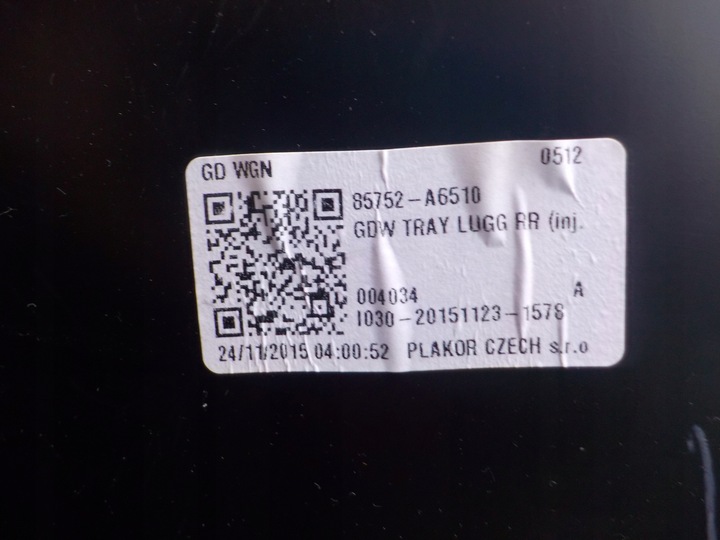 GD WGN 0512
85752-A6510
GDW TRAY LUGG RR (inj.
004034 A
I030-20151123-1578
24/11/2015 04:00:52 PLAKOR CZECH s.r.o